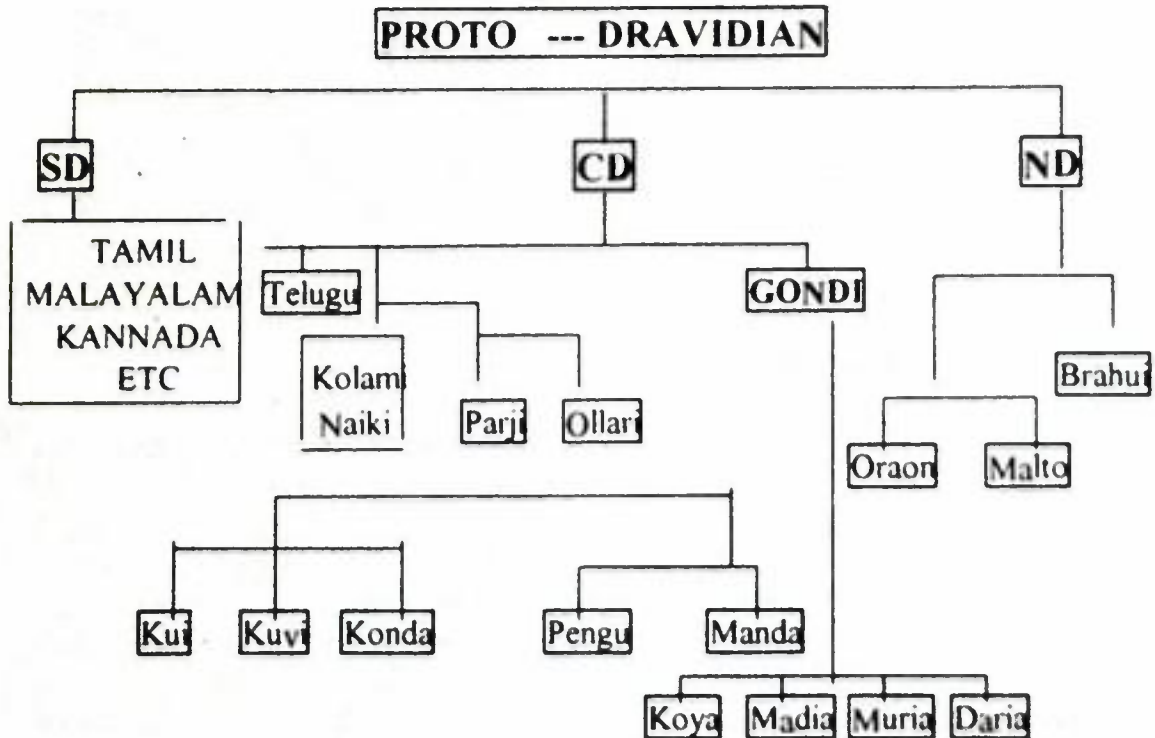 PROTO --- DRAVIDIAN
SD
CD
ND
TAMIL
MALAYALAM
KANNADA
ETC
Telugu
GONDI
Kolami
Naiki
Parji
Ollari
Brahui
Oraon
Malto
Kui
Kuvi
Konda
Pengu
Manda
Koya
Madia
Muria
Daria